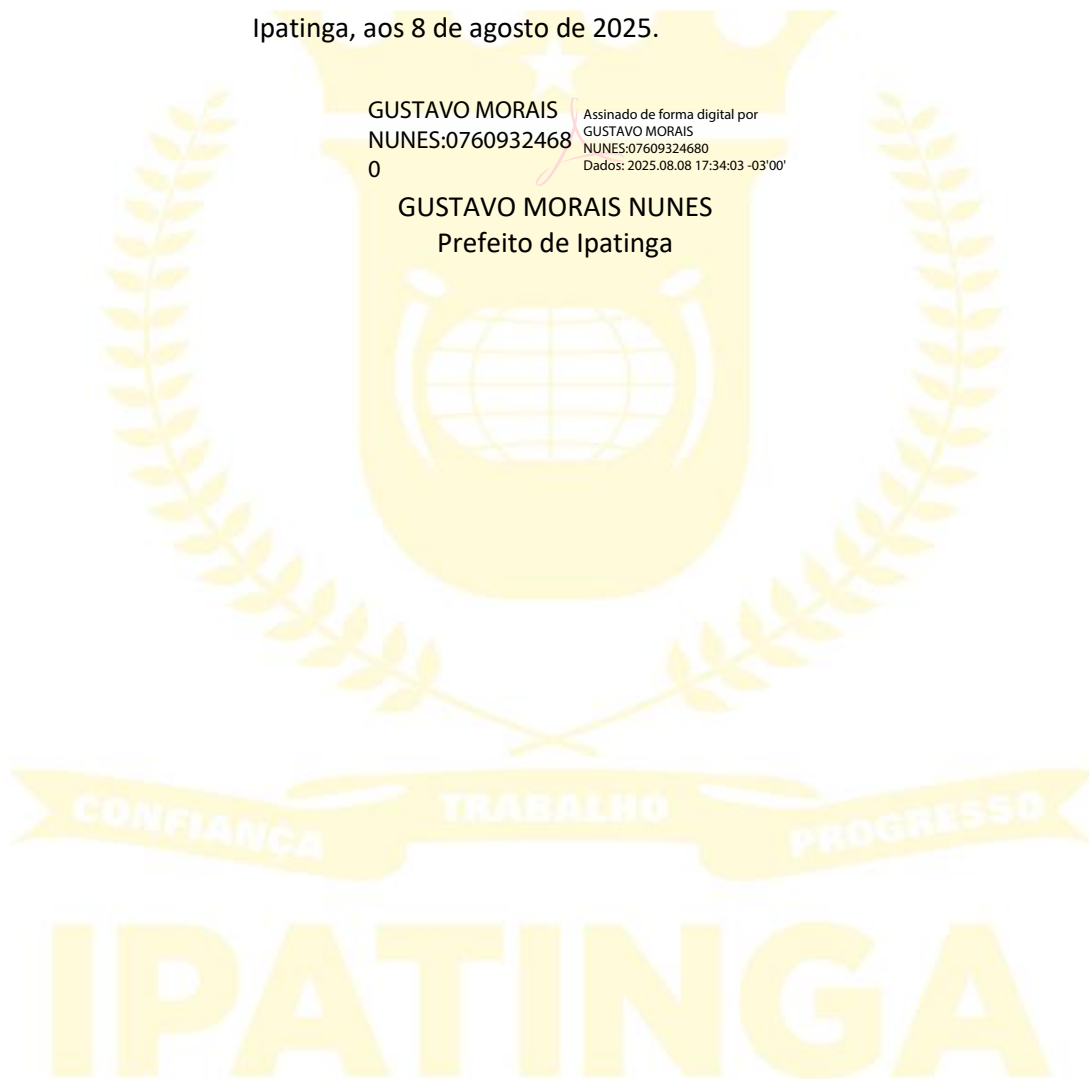 Ipatinga, aos 8 de agosto de 2025.
GUSTAVO MORAIS
NUNES:0760932468
0
Assinado de forma digital por
GUSTAVO MORAIS
NUNES:07609324680
Dados: 2025.08.08 17:34:03 -03'00'
GUSTAVO MORAIS NUNES
Prefeito de Ipatinga
CONFIANÇA
TRABALHO
PROGRESSO
IPATINGA